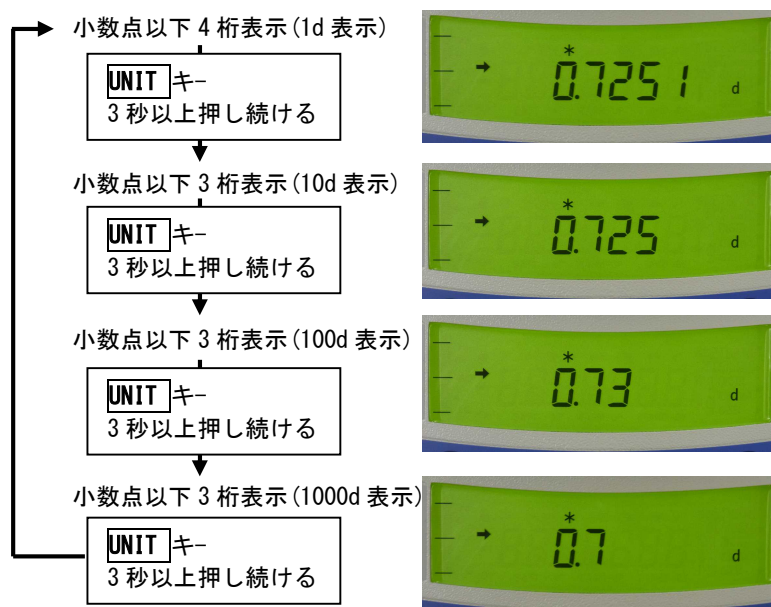 小数点以下 4 桁表示(1d 表示)
UNIT キー
3 秒以上押し続ける
* 0.7251 d
小数点以下 3 桁表示(10d 表示)
UNIT キー
3 秒以上押し続ける
* 0.725 d
小数点以下 3 桁表示(100d 表示)
UNIT キー
3 秒以上押し続ける
* 0.73 d
小数点以下 3 桁表示(1000d 表示)
UNIT キー
3 秒以上押し続ける
* 0.7 d